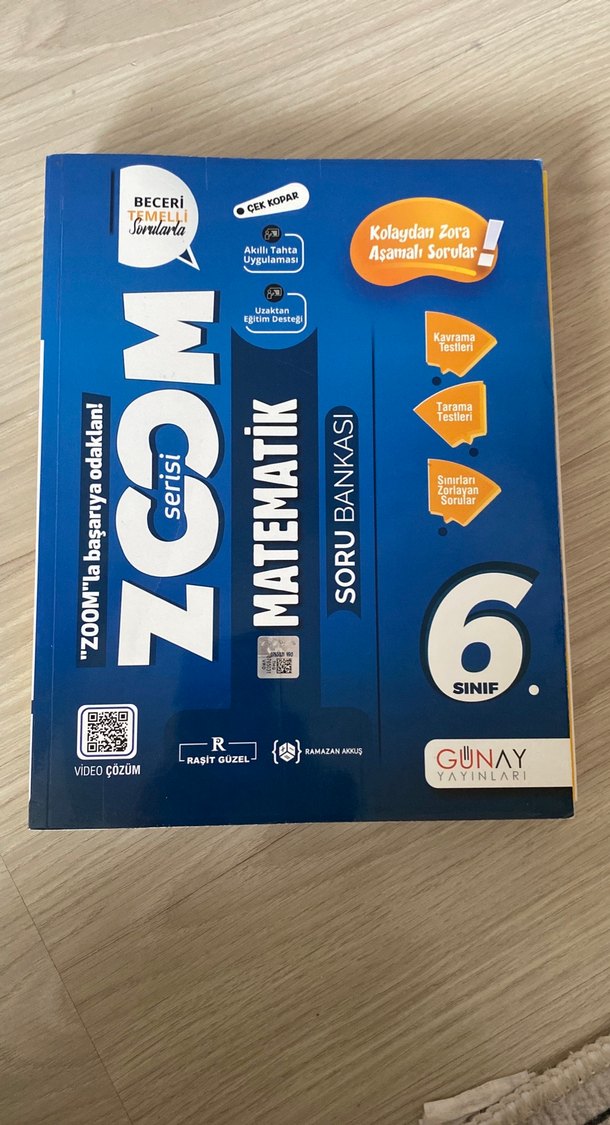 BECERİ
TEMELLİ
Sorularla
ÇEK KOPAR
Akıllı Tahta
Uygulaması
Uzaktan
Eğitim Desteği
Kolaydan Zora
Aşamalı Sorular !
Kavrama
Testleri
Tarama
Testleri
Sınırları
Zorlayan
Sorular
"ZOOM"la başarıya odaklan!
ZOOM
serisi
MATEMATİK
SORU BANKASI
6.
SINIF
VİDEO ÇÖZÜM
R
RAŞİT GÜZEL
RAMAZAN AKKUŞ
GÜNAY
YAYINLARI